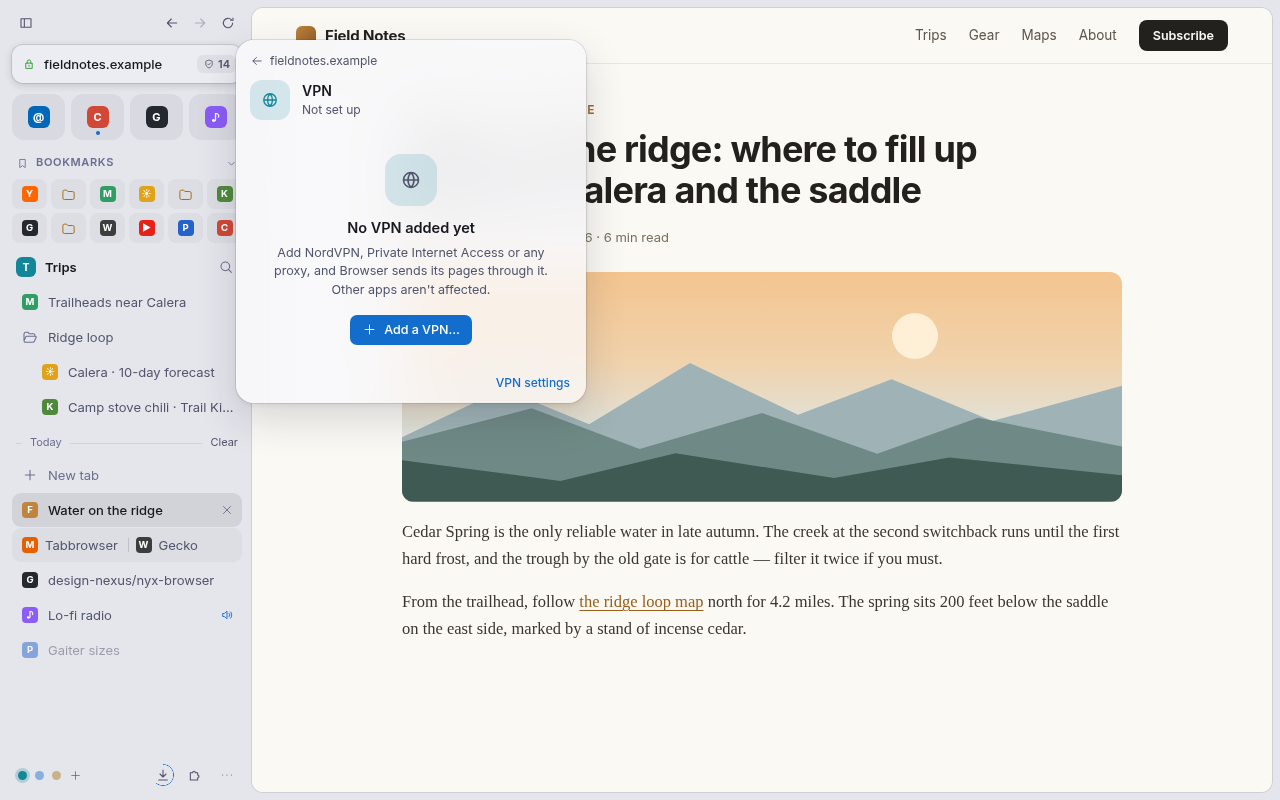 fieldnotes.example
14
@
C
G
BOOKMARKS
Y
M
K
G
W
P
C
T
Trips
M
Trailheads near Calera
Ridge loop
Calera · 10-day forecast
K
Camp stove chili · Trail Ki...
Today
Clear
New tab
F
Water on the ridge
M
Tabbrowser
W
Gecko
G
design-nexus/nyx-browser
Lo-fi radio
P
Gaiter sizes
fieldnotes.example
VPN
Not set up
No VPN added yet
Add NordVPN, Private Internet Access or any
proxy, and Browser sends its pages through it.
Other apps aren't affected.
Add a VPN...
VPN settings
Field Notes
Trips
Gear
Maps
About
Subscribe
E
ridge: where to fill up
and the saddle
6 · 6 min read
Cedar Spring is the only reliable water in late autumn. The creek at the second switchback runs until the first
hard frost, and the trough by the old gate is for cattle — filter it twice if you must.
From the trailhead, follow the ridge loop map north for 4.2 miles. The spring sits 200 feet below the saddle
on the east side, marked by a stand of incense cedar.